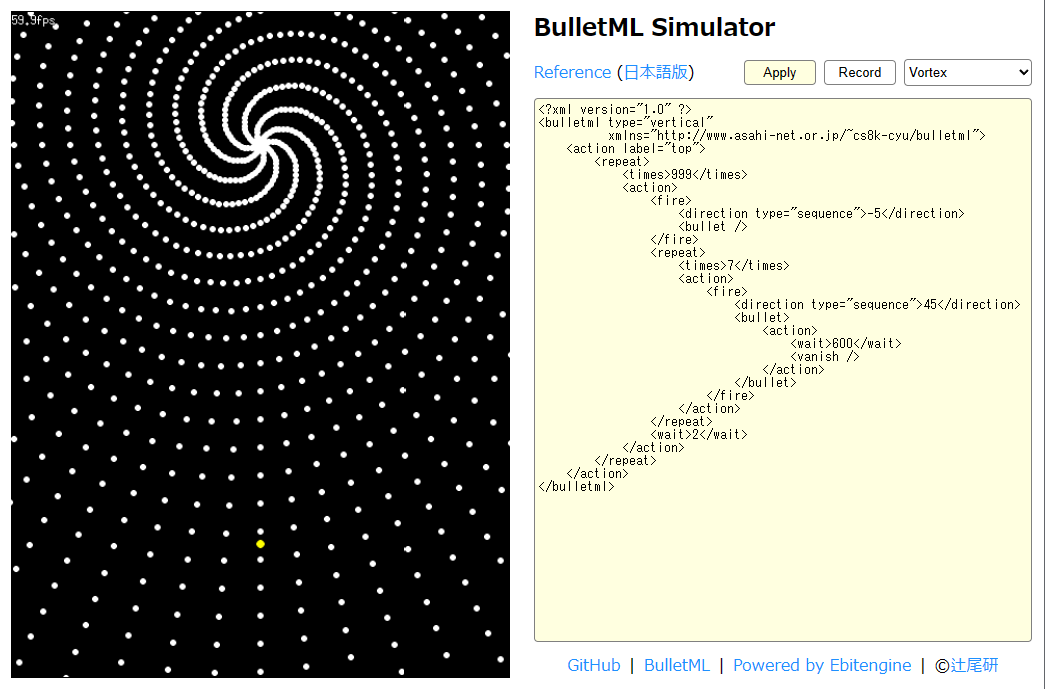 59.9fps
BulletML Simulator
Reference (日本語版)
Apply
Record
Vortex
<?xml version="1.0" ?>
<bulletml type="vertical"
          xmlns="http://www.asahi-net.or.jp/~cs8k-cyu/bulletml">
    <action label="top">
        <repeat>
            <times>999</times>
            <action>
                <fire>
                    <direction type="sequence">-5</direction>
                    <bullet />
                </fire>
                <repeat>
                    <times>7</times>
                    <action>
                        <fire>
                            <direction type="sequence">45</direction>
                            <bullet>
                                <action>
                                    <wait>600</wait>
                                    <vanish />
                                </action>
                            </bullet>
                        </fire>
                    </action>
                </repeat>
                <wait>2</wait>
            </action>
        </repeat>
    </action>
</bulletml>
GitHub | BulletML | Powered by Ebitengine | ©辻尾研